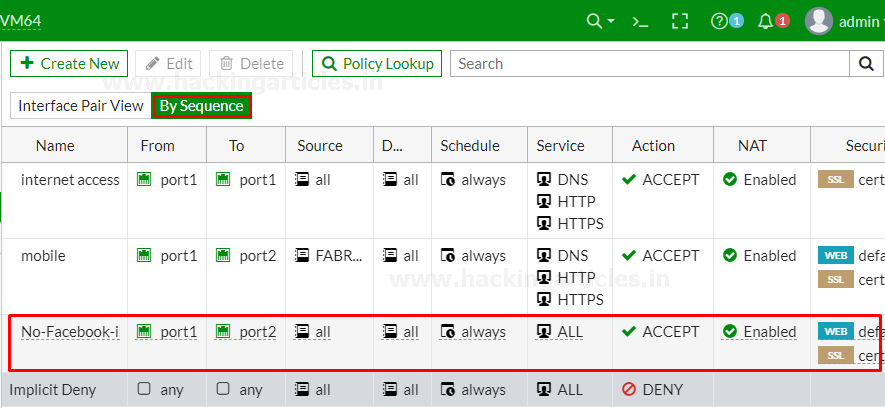 VM64
1
1
admin
Create New
Edit
Delete
Policy Lookup
Search
www.hackingarticles.in
Interface Pair View
By Sequence
Name From To Source D... Schedule Service Action NAT Securi
internet access port1 port1 all all always DNS ACCEPT Enabled SSL cert
HTTP
HTTPS
mobile port1 port2 FABR... all always DNS ACCEPT Enabled WEB defa
HTTP SSL cert
HTTPS
www.hackingarticles.in
No-Facebook-i port1 port2 all all always ALL ACCEPT Enabled WEB defa
SSL cert
Implicit Deny any any all all always ALL DENY